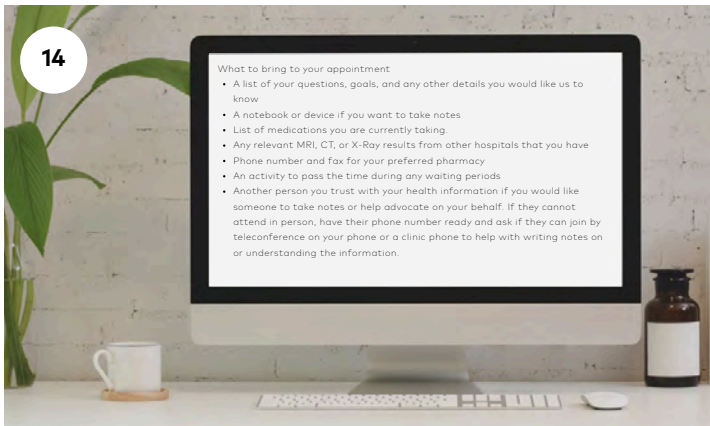 14
What to bring to your appointment
• A list of your questions, goals, and any other details you would like us to
know
• A notebook or device if you want to take notes
• List of medications you are currently taking.
• Any relevant MRI, CT, or X-Ray results from other hospitals that you have
• Phone number and fax for your preferred pharmacy
• An activity to pass the time during any waiting periods
• Another person you trust with your health information if you would like
someone to take notes or help advocate on your behalf. If they cannot
attend in person, have their phone number ready and ask if they can join by
teleconference on your phone or a clinic phone to help with writing notes on
or understanding the information.